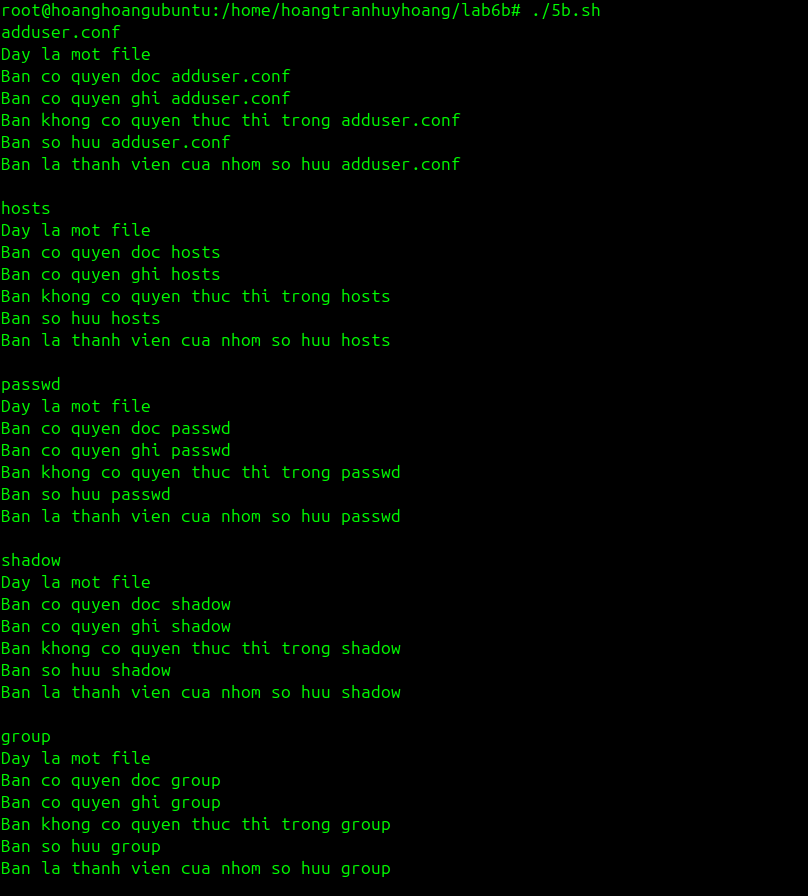 root@hoanghoangubuntu:/home/hoangtranhuyhoang/lab6b# ./5b.sh
adduser.conf
Day la mot file
Ban co quyen doc adduser.conf
Ban co quyen ghi adduser.conf
Ban khong co quyen thuc thi trong adduser.conf
Ban so huu adduser.conf
Ban la thanh vien cua nhom so huu adduser.conf

hosts
Day la mot file
Ban co quyen doc hosts
Ban co quyen ghi hosts
Ban khong co quyen thuc thi trong hosts
Ban so huu hosts
Ban la thanh vien cua nhom so huu hosts

passwd
Day la mot file
Ban co quyen doc passwd
Ban co quyen ghi passwd
Ban khong co quyen thuc thi trong passwd
Ban so huu passwd
Ban la thanh vien cua nhom so huu passwd

shadow
Day la mot file
Ban co quyen doc shadow
Ban co quyen ghi shadow
Ban khong co quyen thuc thi trong shadow
Ban so huu shadow
Ban la thanh vien cua nhom so huu shadow

group
Day la mot file
Ban co quyen doc group
Ban co quyen ghi group
Ban khong co quyen thuc thi trong group
Ban so huu group
Ban la thanh vien cua nhom so huu group